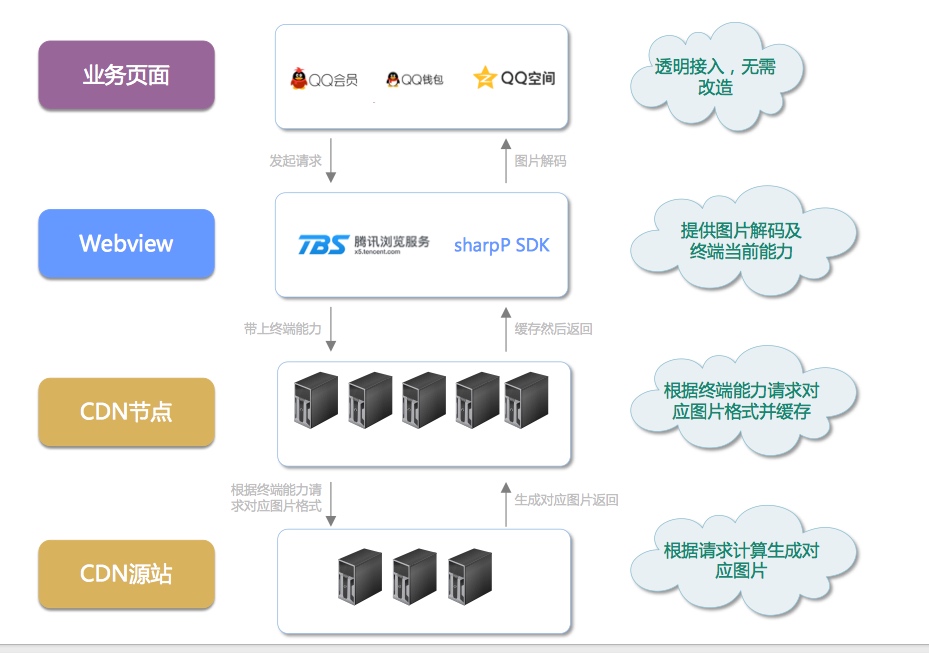 业务页面
QQ会员
QQ钱包
QQ空间
透明接入，无需
改造
发起请求
图片解码
Webview
TBS
腾讯浏览服务
x5.tencent.com
sharpP SDK
提供图片解码及
终端当前能力
带上终端能力
缓存然后返回
CDN节点
根据终端能力请求对
应图片格式并缓存
根据终端能力请
求对应图片格式
生成对应图片返回
CDN源站
根据请求计算生成对
应图片